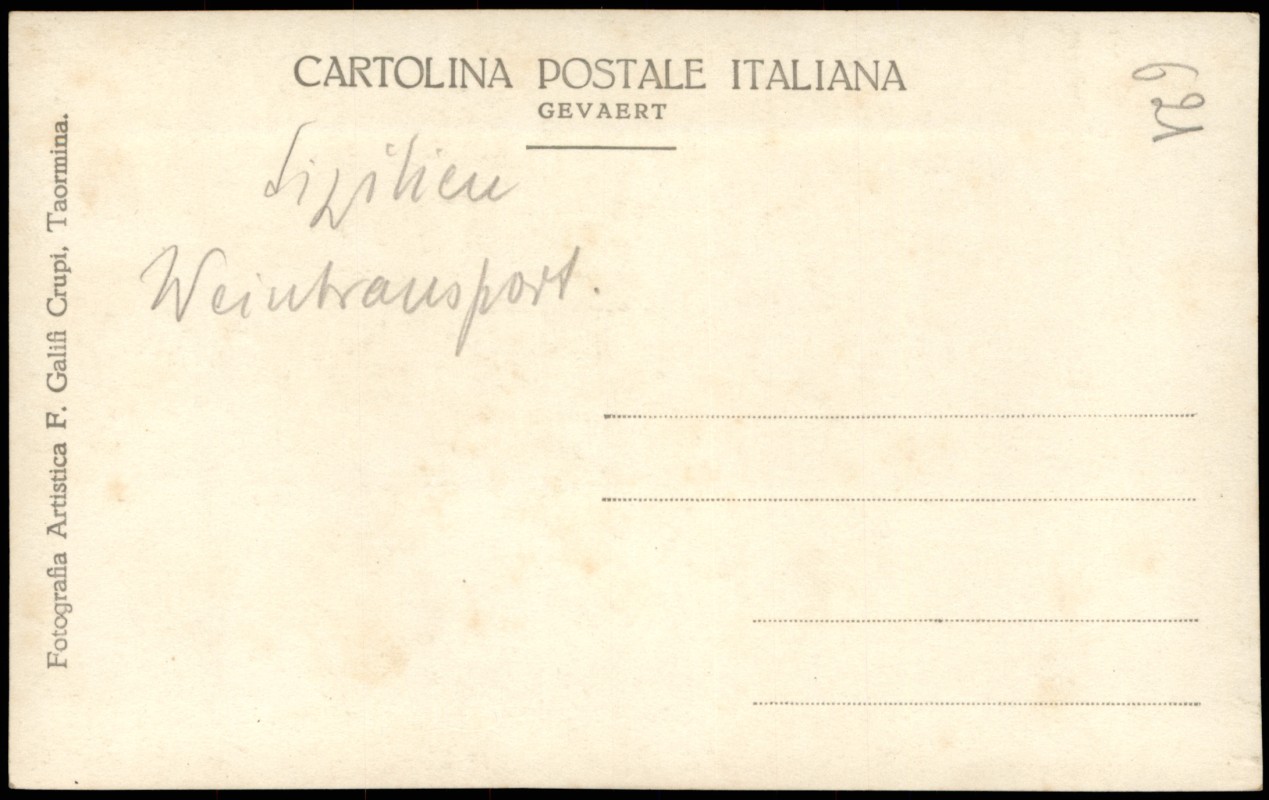 CARTOLINA POSTALE ITALIANA
GEVAERT
Sizilien
Weintransport.
Fotografia Artistica F. Galifi Crupi, Taormina.